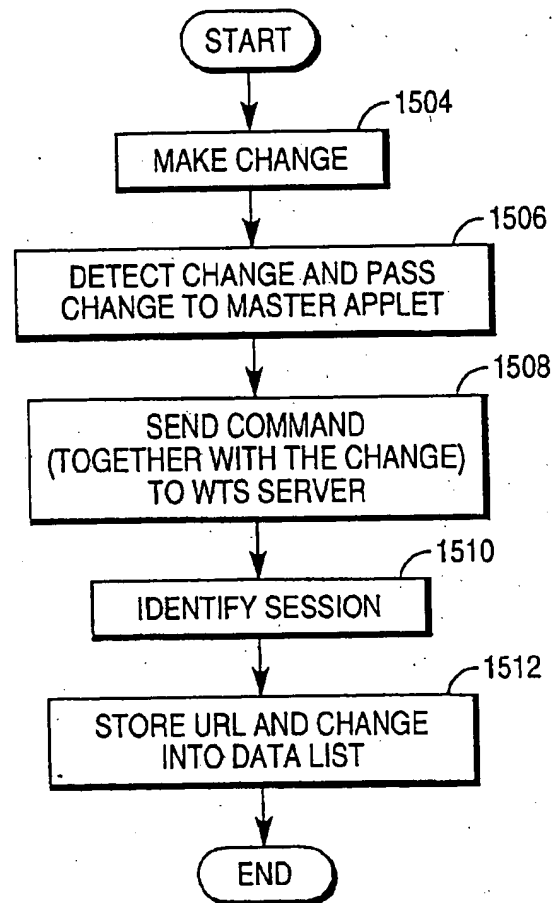 START
1504
MAKE CHANGE
1506
DETECT CHANGE AND PASS
CHANGE TO MASTER APPLET
1508
SEND COMMAND
(TOGETHER WITH THE CHANGE)
TO WTS SERVER
1510
IDENTIFY SESSION
1512
STORE URL AND CHANGE
INTO DATA LIST
END